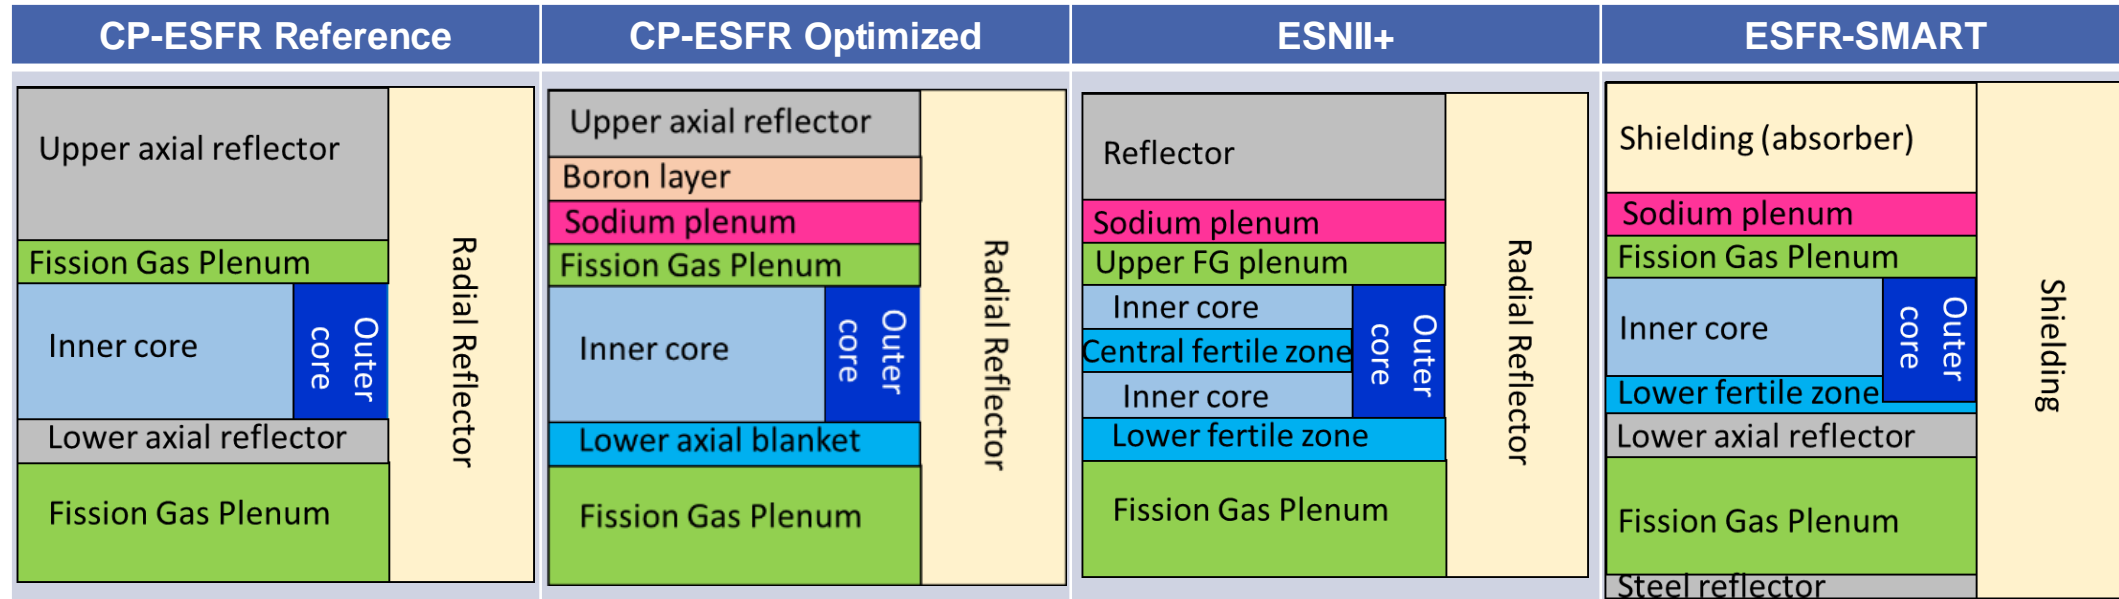 CP-ESFR Reference
CP-ESFR Optimized
ESNII+
ESFR-SMART
Upper axial reflector
Fission Gas Plenum
Inner core
Outer
core
Lower axial reflector
Fission Gas Plenum
Radial Reflector
Upper axial reflector
Boron layer
Sodium plenum
Fission Gas Plenum
Inner core
Outer
core
Lower axial blanket
Fission Gas Plenum
Radial Reflector
Reflector
Sodium plenum
Upper FG plenum
Inner core
Central fertile zone
Inner core
Outer
core
Lower fertile zone
Fission Gas Plenum
Radial Reflector
Shielding (absorber)
Sodium plenum
Fission Gas Plenum
Inner core
Outer
core
Lower fertile zone
Lower axial reflector
Fission Gas Plenum
Steel reflector
Shielding